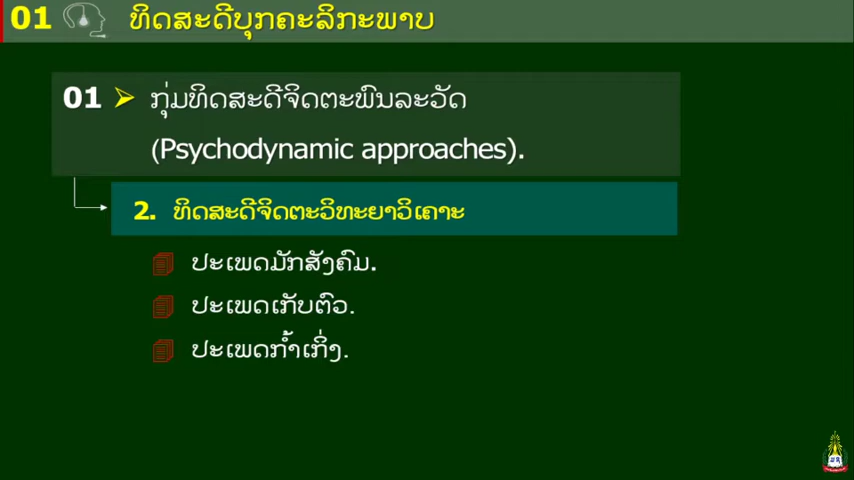 01 ທິດສະດີບຸກຄະລິກະພາບ
01 ກຸ່ມທິດສະດີຈິດຕະພົນລະວັດ
(Psychodynamic approaches).
2. ທິດສະດີຈິດຕະວິທະຍາວິເຄາະ
ປະເພດມັກສັງຄົມ.
ປະເພດເກັບຕົວ.
ປະເພດກ້ຳເກິ່ງ.